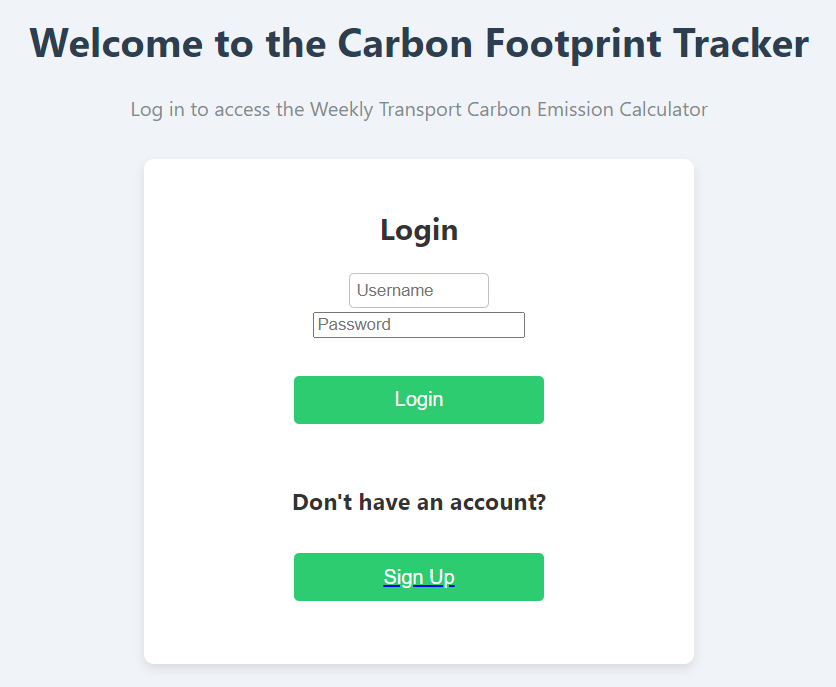 Welcome to the Carbon Footprint Tracker
Log in to access the Weekly Transport Carbon Emission Calculator
Login
Username
Password
Login
Don't have an account?
Sign Up